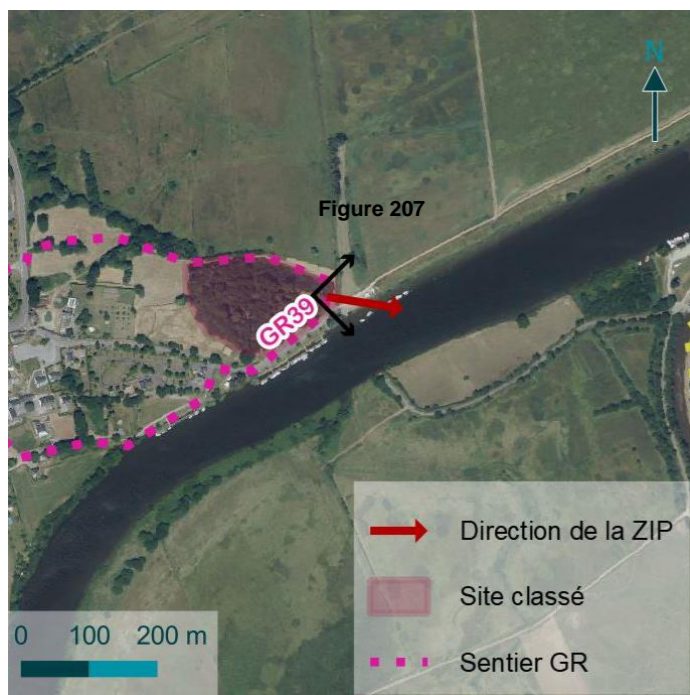 N
Figure 207
GR39
Direction de la ZIP
Site classé
Sentier GR
0 100 200 m